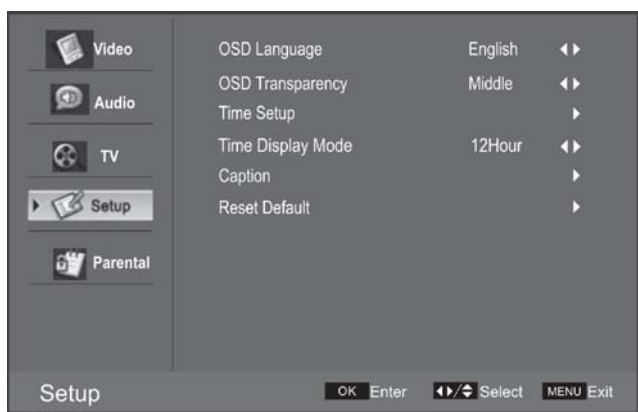 Video
Audio
TV
Setup
Parental
OSD Language English
OSD Transparency Middle
Time Setup
Time Display Mode 12Hour
Caption
Reset Default
Setup OK Enter Select MENU Exit